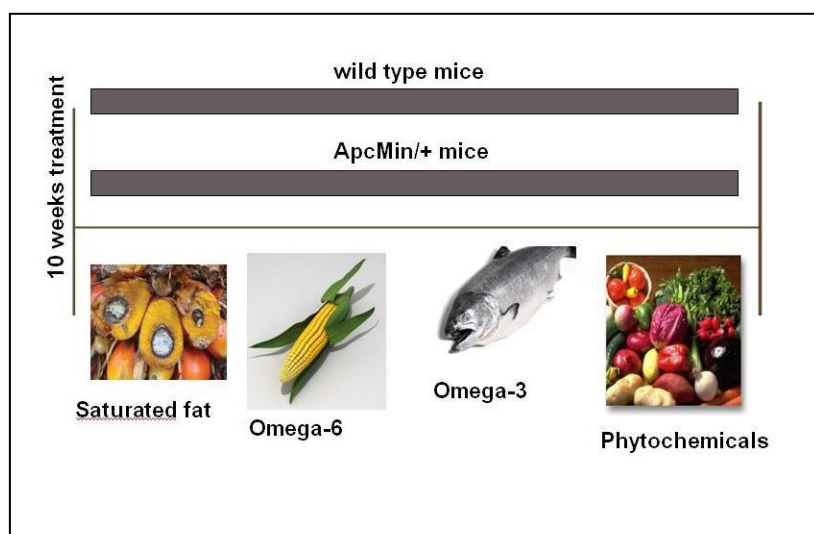 wild type mice
10 weeks treatment
ApcMin/+ mice
Saturated fat
Omega-6
Omega-3
Phytochemicals